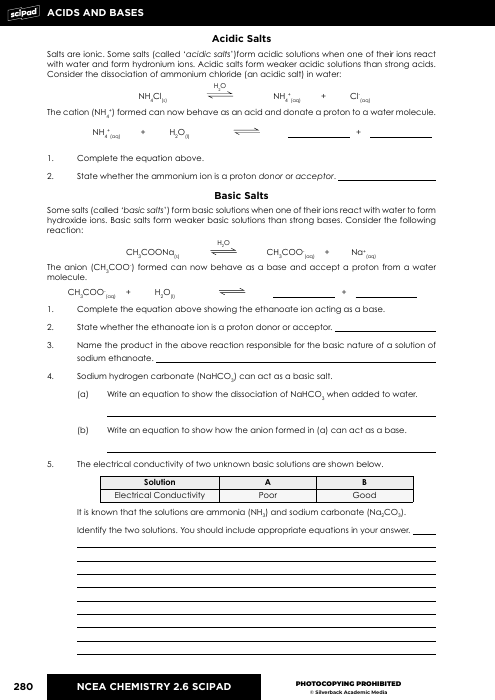 scipad ACIDS AND BASES
Acidic Salts
Salts are ionic. Some salts (called 'acidic salts')form acidic solutions when one of their ions react
with water and form hydronium ions. Acidic salts form weaker acidic solutions than strong acids.
Consider the dissociation of ammonium chloride (an acidic salt) in water:
H₂O
NH₄Cl(s) ⇌ NH₄⁺(aq) + Cl⁻(aq)
The cation (NH₄⁺) formed can now behave as an acid and donate a proton to a water molecule.
NH₄⁺(aq) + H₂O(l) ⇌ ____ + ____
1. Complete the equation above.
2. State whether the ammonium ion is a proton donor or acceptor.
Basic Salts
Some salts (called 'basic salts') form basic solutions when one of their ions react with water to form
hydroxide ions. Basic salts form weaker basic solutions than strong bases. Consider the following
reaction:
H₂O
CH₃COONa(s) ⇌ CH₃COO⁻(aq) + Na⁺(aq)
The anion (CH₃COO⁻) formed can now behave as a base and accept a proton from a water
molecule.
CH₃COO⁻(aq) + H₂O(l) ⇌ ____ + ____
1. Complete the equation above showing the ethanoate ion acting as a base.
2. State whether the ethanoate ion is a proton donor or acceptor.
3. Name the product in the above reaction responsible for the basic nature of a solution of
sodium ethanoate.
4. Sodium hydrogen carbonate (NaHCO₃) can act as a basic salt.
(a) Write an equation to show the dissociation of NaHCO₃ when added to water.
(b) Write an equation to show how the anion formed in (a) can act as a base.
5. The electrical conductivity of two unknown basic solutions are shown below.
Solution A B
Electrical Conductivity Poor Good
It is known that the solutions are ammonia (NH₃) and sodium carbonate (Na₂CO₃).
Identify the two solutions. You should include appropriate equations in your answer.
280 NCEA CHEMISTRY 2.6 SCIPAD PHOTOCOPYING PROHIBITED
© Silverback Academic Media